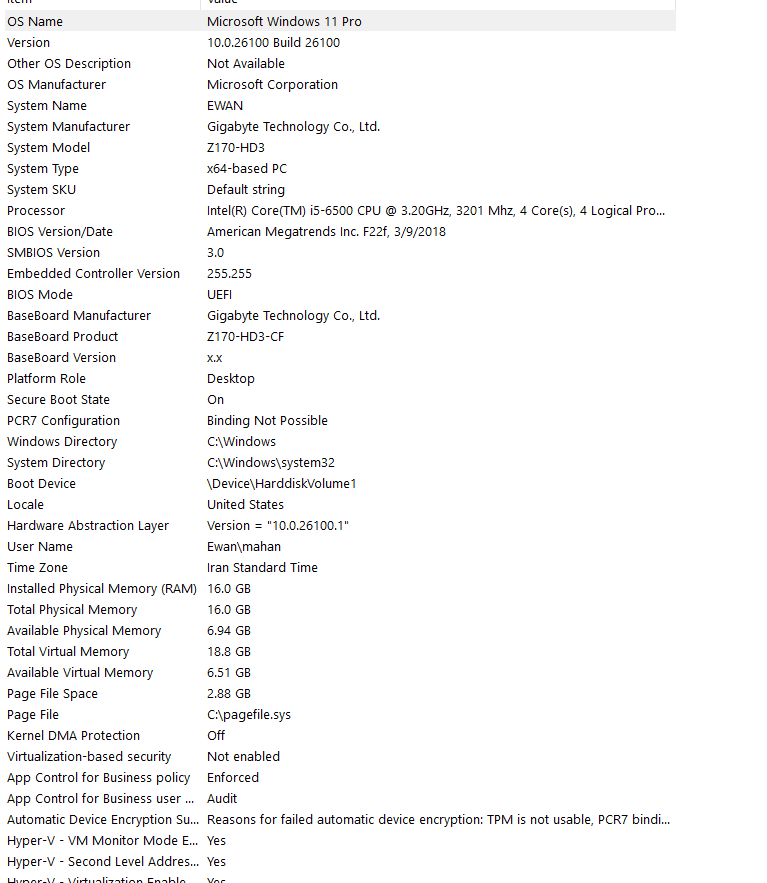 Item Value
OS Name Microsoft Windows 11 Pro
Version 10.0.26100 Build 26100
Other OS Description Not Available
OS Manufacturer Microsoft Corporation
System Name EWAN
System Manufacturer Gigabyte Technology Co., Ltd.
System Model Z170-HD3
System Type x64-based PC
System SKU Default string
Processor Intel(R) Core(TM) i5-6500 CPU @ 3.20GHz, 3201 Mhz, 4 Core(s), 4 Logical Pro...
BIOS Version/Date American Megatrends Inc. F22f, 3/9/2018
SMBIOS Version 3.0
Embedded Controller Version 255.255
BIOS Mode UEFI
BaseBoard Manufacturer Gigabyte Technology Co., Ltd.
BaseBoard Product Z170-HD3-CF
BaseBoard Version x.x
Platform Role Desktop
Secure Boot State On
PCR7 Configuration Binding Not Possible
Windows Directory C:\Windows
System Directory C:\Windows\system32
Boot Device \Device\HarddiskVolume1
Locale United States
Hardware Abstraction Layer Version = "10.0.26100.1"
User Name Ewan\mahan
Time Zone Iran Standard Time
Installed Physical Memory (RAM) 16.0 GB
Total Physical Memory 16.0 GB
Available Physical Memory 6.94 GB
Total Virtual Memory 18.8 GB
Available Virtual Memory 6.51 GB
Page File Space 2.88 GB
Page File C:\pagefile.sys
Kernel DMA Protection Off
Virtualization-based security Not enabled
App Control for Business policy Enforced
App Control for Business user ... Audit
Automatic Device Encryption Su... Reasons for failed automatic device encryption: TPM is not usable, PCR7 bindi...
Hyper-V - VM Monitor Mode E... Yes
Hyper-V - Second Level Addres... Yes
Hyper-V - Virtualization Enable... Yes